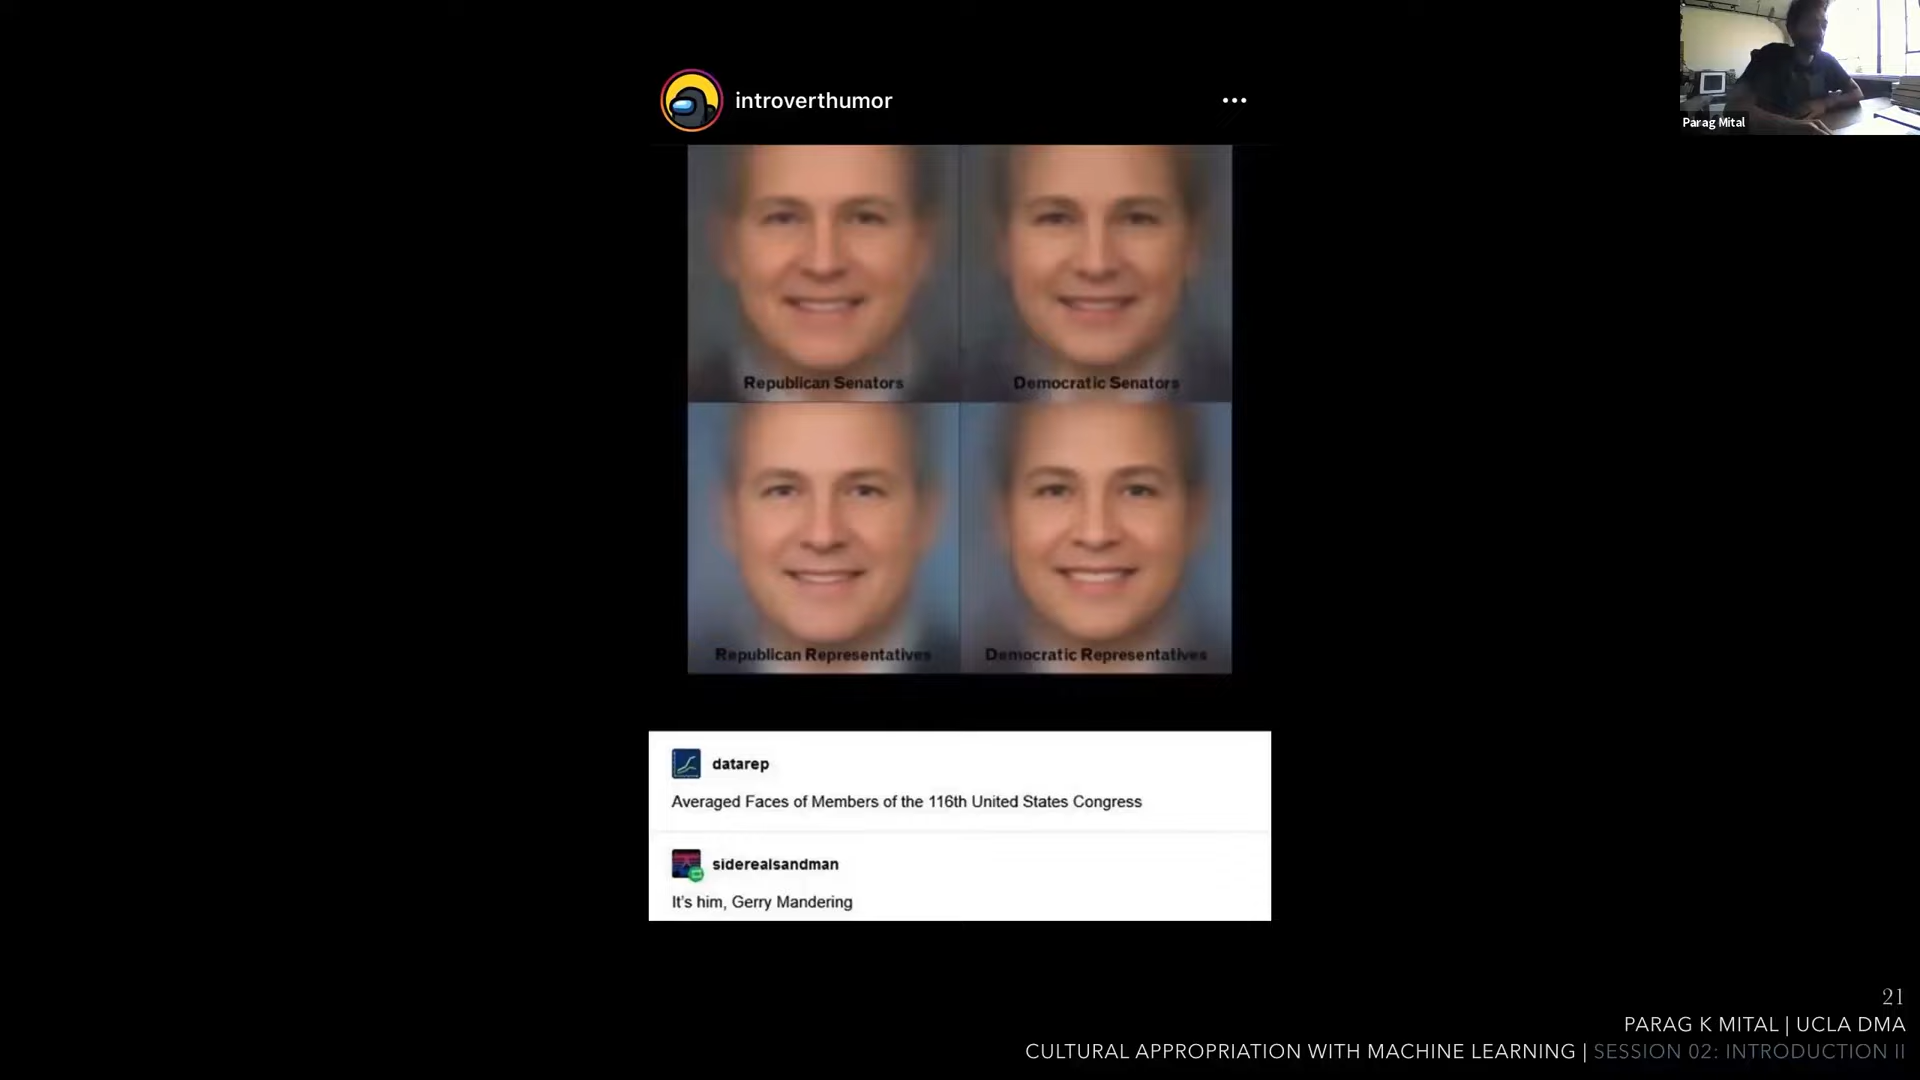 introverthumor
Parag Mital
Republican Senators
Democratic Senators
Republican Representatives
Democratic Representatives
datarep
Averaged Faces of Members of the 116th United States Congress
siderealsandman
It's him, Gerry Mandering
21
PARAG K MITAL | UCLA DMA
CULTURAL APPROPRIATION WITH MACHINE LEARNING | SESSION 02: INTRODUCTION II